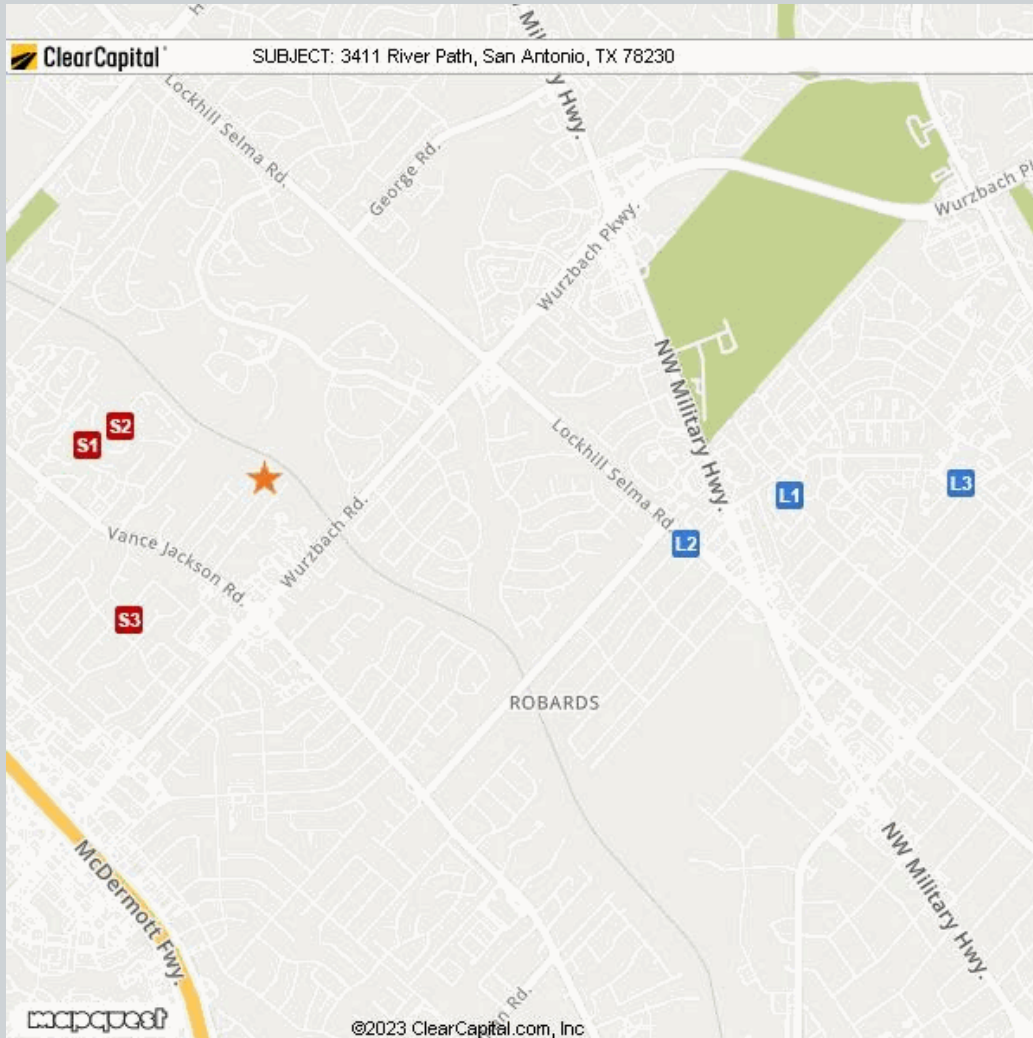 ClearCapital
SUBJECT: 3411 River Path, San Antonio, TX 78230
Lockhill Selma Rd.
George Rd.
y Hwy.
Wurzbach Pkwy.
Wurzbach
NW Military Hwy.
S2
S1
Lockhill Selma Rd.
L1
L3
L2
Wurzbach Rd.
Vance Jackson Rd.
S3
ROBARDS
McDermott Fwy.
NW Military Hwy.
Rd.
mapquest
©2023 ClearCapital.com, Inc